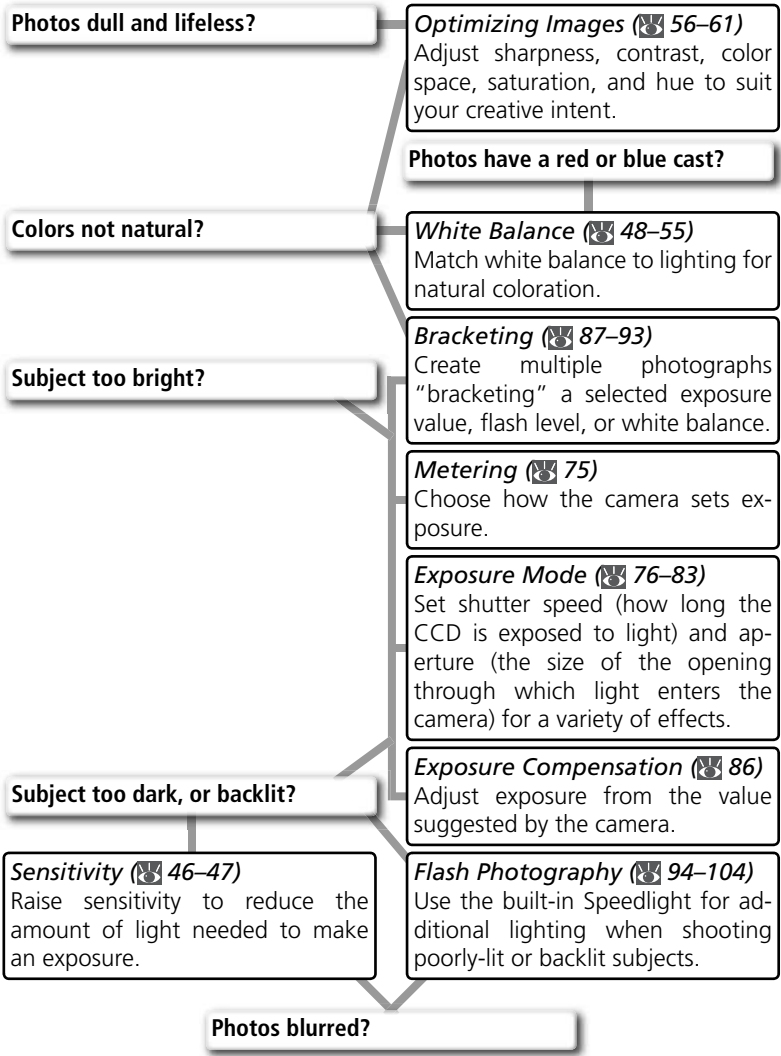 Photos dull and lifeless?
Optimizing Images ( 56–61)
Adjust sharpness, contrast, color
space, saturation, and hue to suit
your creative intent.
Photos have a red or blue cast?
Colors not natural?
White Balance ( 48–55)
Match white balance to lighting for
natural coloration.
Bracketing ( 87–93)
Create multiple photographs
“bracketing” a selected exposure
value, flash level, or white balance.
Subject too bright?
Metering ( 75)
Choose how the camera sets ex-
posure.
Exposure Mode ( 76–83)
Set shutter speed (how long the
CCD is exposed to light) and ap-
erture (the size of the opening
through which light enters the
camera) for a variety of effects.
Exposure Compensation ( 86)
Adjust exposure from the value
suggested by the camera.
Subject too dark, or backlit?
Sensitivity ( 46–47)
Raise sensitivity to reduce the
amount of light needed to make
an exposure.
Flash Photography ( 94–104)
Use the built-in Speedlight for ad-
ditional lighting when shooting
poorly-lit or backlit subjects.
Photos blurred?